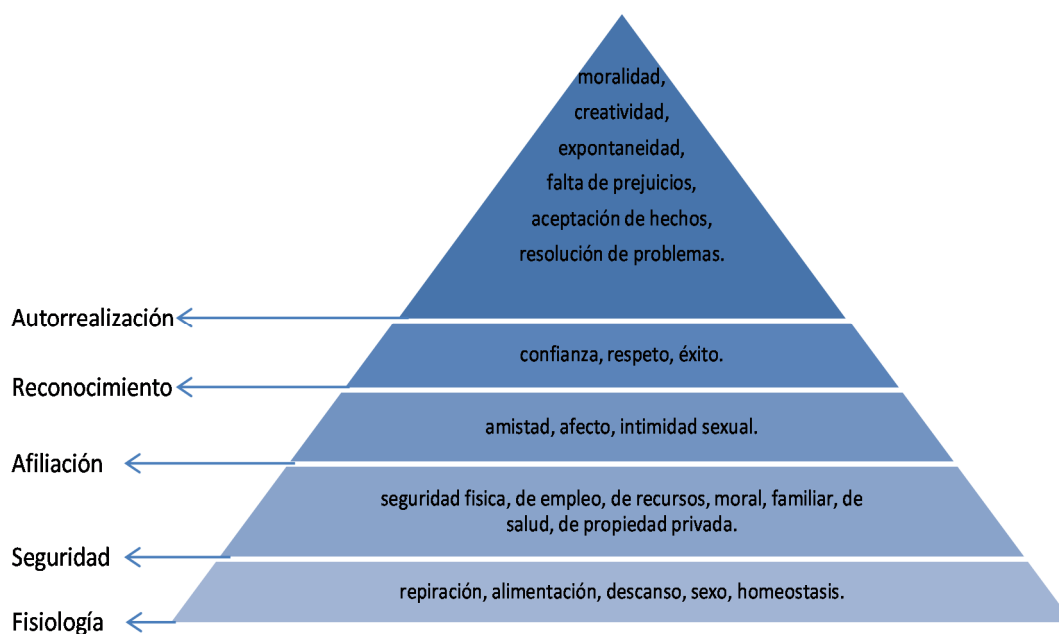 moralidad,
creatividad,
expontaneidad,
falta de prejuicios,
aceptación de hechos,
resolución de problemas.
Autorrealización
confianza, respeto, éxito.
Reconocimiento
amistad, afecto, intimidad sexual.
Afiliación
seguridad fisica, de empleo, de recursos, moral, familiar, de
salud, de propiedad privada.
Seguridad
repiración, alimentación, descanso, sexo, homeostasis.
Fisiología